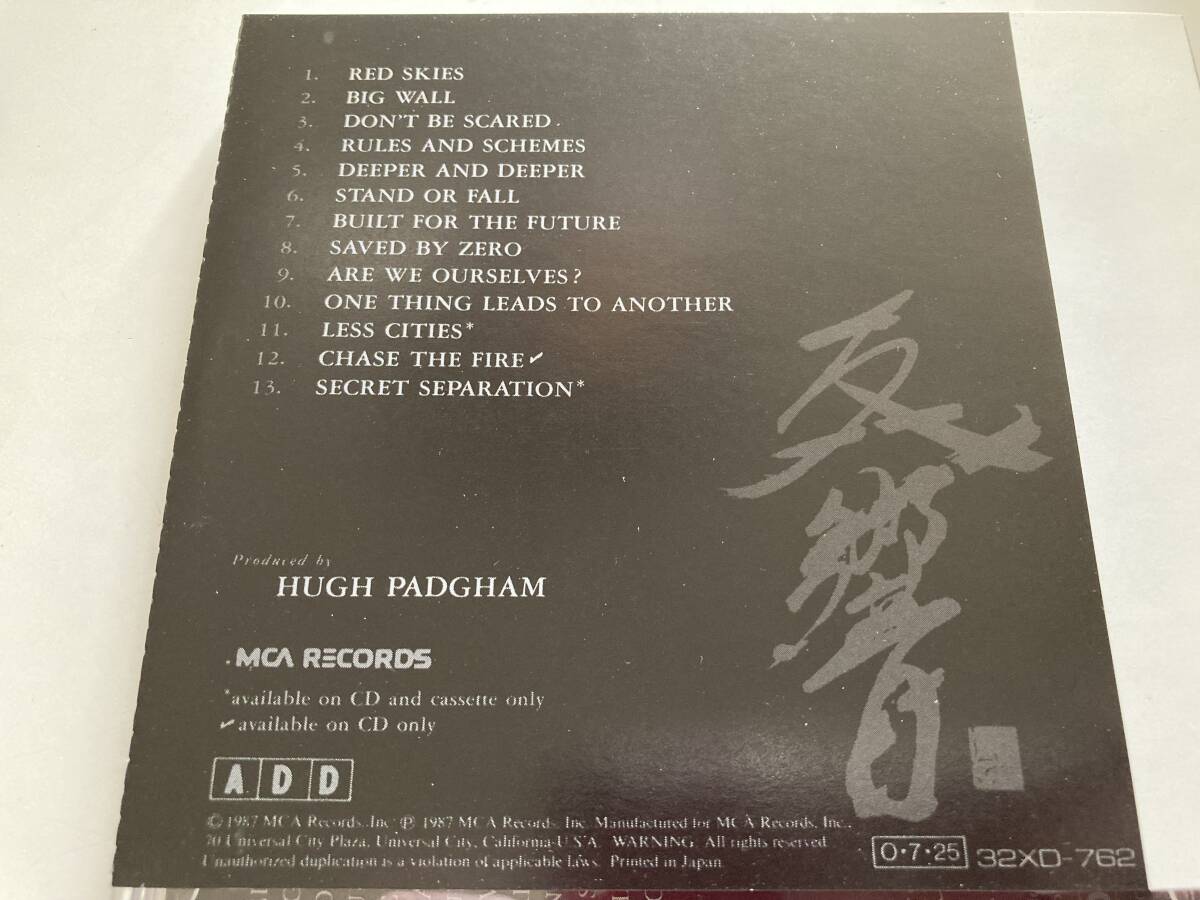 1. RED SKIES
2. BIG WALL
3. DON'T BE SCARED
4. RULES AND SCHEMES
5. DEEPER AND DEEPER
6. STAND OR FALL
7. BUILT FOR THE FUTURE
8. SAVED BY ZERO
9. ARE WE OURSELVES?
10. ONE THING LEADS TO ANOTHER
11. LESS CITIES*
12. CHASE THE FIRE✓
13. SECRET SEPARATION*
反響
Produced by
HUGH PADGHAM
MCA RECORDS
*available on CD and cassette only
✓available on CD only
A D D
© 1987 MCA Records, Inc. ℗ 1987 MCA Records, Inc. Manufactured for MCA Records, Inc.,
70 Universal City Plaza, Universal City, California-U.S.A. WARNING: All rights reserved.
Unauthorized duplication is a violation of applicable laws. Printed in Japan
O·7·25 32XD-762